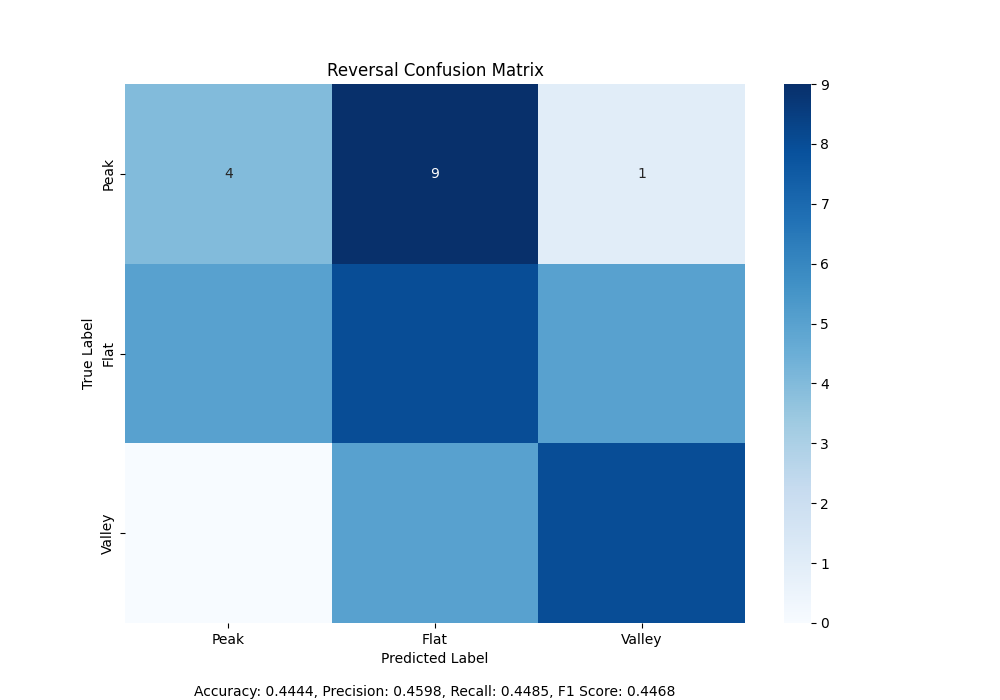 Reversal Confusion Matrix
9
8
7
6
5
4
3
2
1
0
Peak
4 9 1
True Label
Flat
Valley
Peak Flat Valley
Predicted Label
Accuracy: 0.4444, Precision: 0.4598, Recall: 0.4485, F1 Score: 0.4468